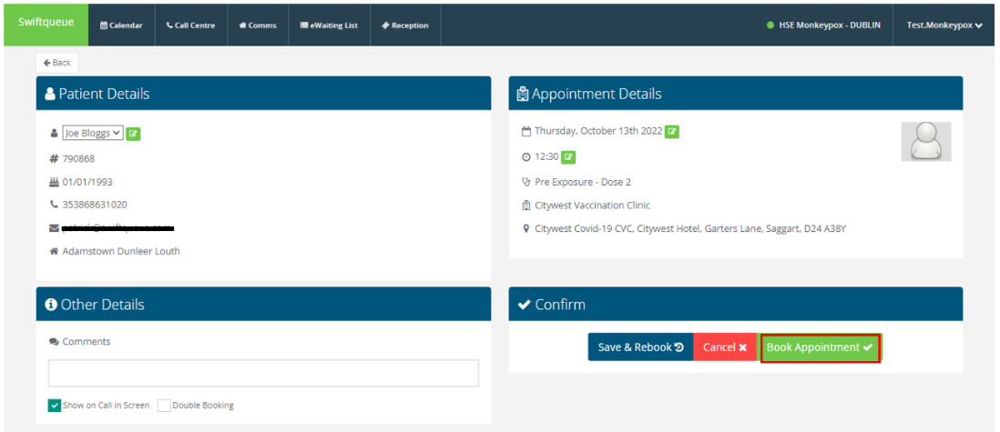 Swiftqueue Calendar Call Centre Comms eWaiting List Reception HSE Monkeypox - DUBLIN Test.Monkeypox
Back
Patient Details
Joe Bloggs
# 790868
01/01/1993
353868631020
Adamstown Dunleer Louth
Appointment Details
Thursday, October 13th 2022
12:30
Pre Exposure - Dose 2
Citywest Vaccination Clinic
Citywest Covid-19 CVC, Citywest Hotel, Garters Lane, Saggart, D24 A38Y
Other Details
Comments
Show on Call in Screen Double Booking
Confirm
Save & Rebook Cancel Book Appointment